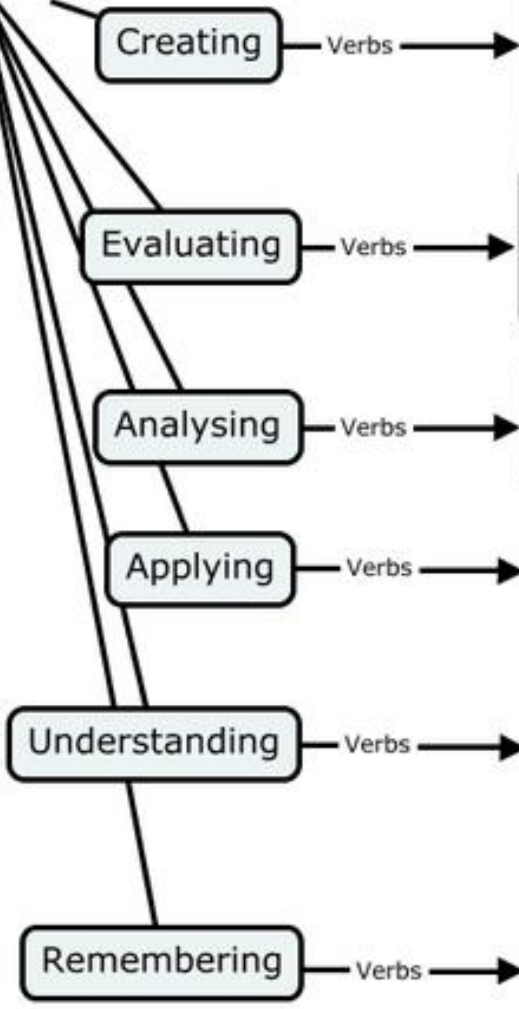 Creating Verbs
Evaluating Verbs
Analysing Verbs
Applying Verbs
Understanding Verbs
Remembering Verbs